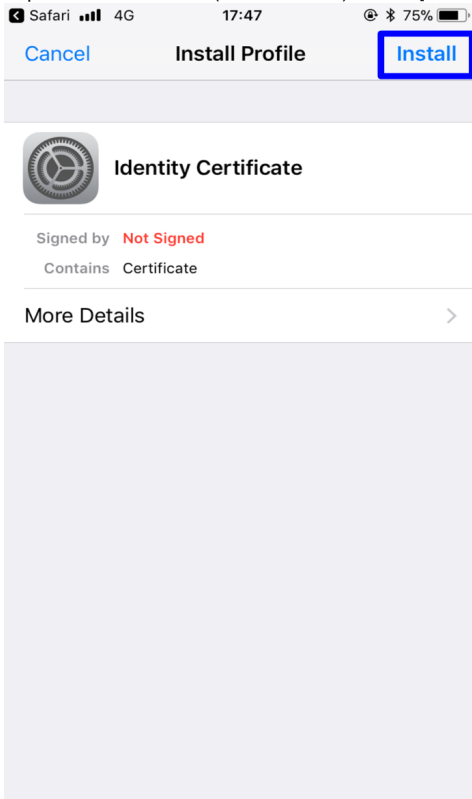 Safari 4G 17:47 75%
Cancel Install Profile Install
Identity Certificate
Signed by Not Signed
Contains Certificate
More Details